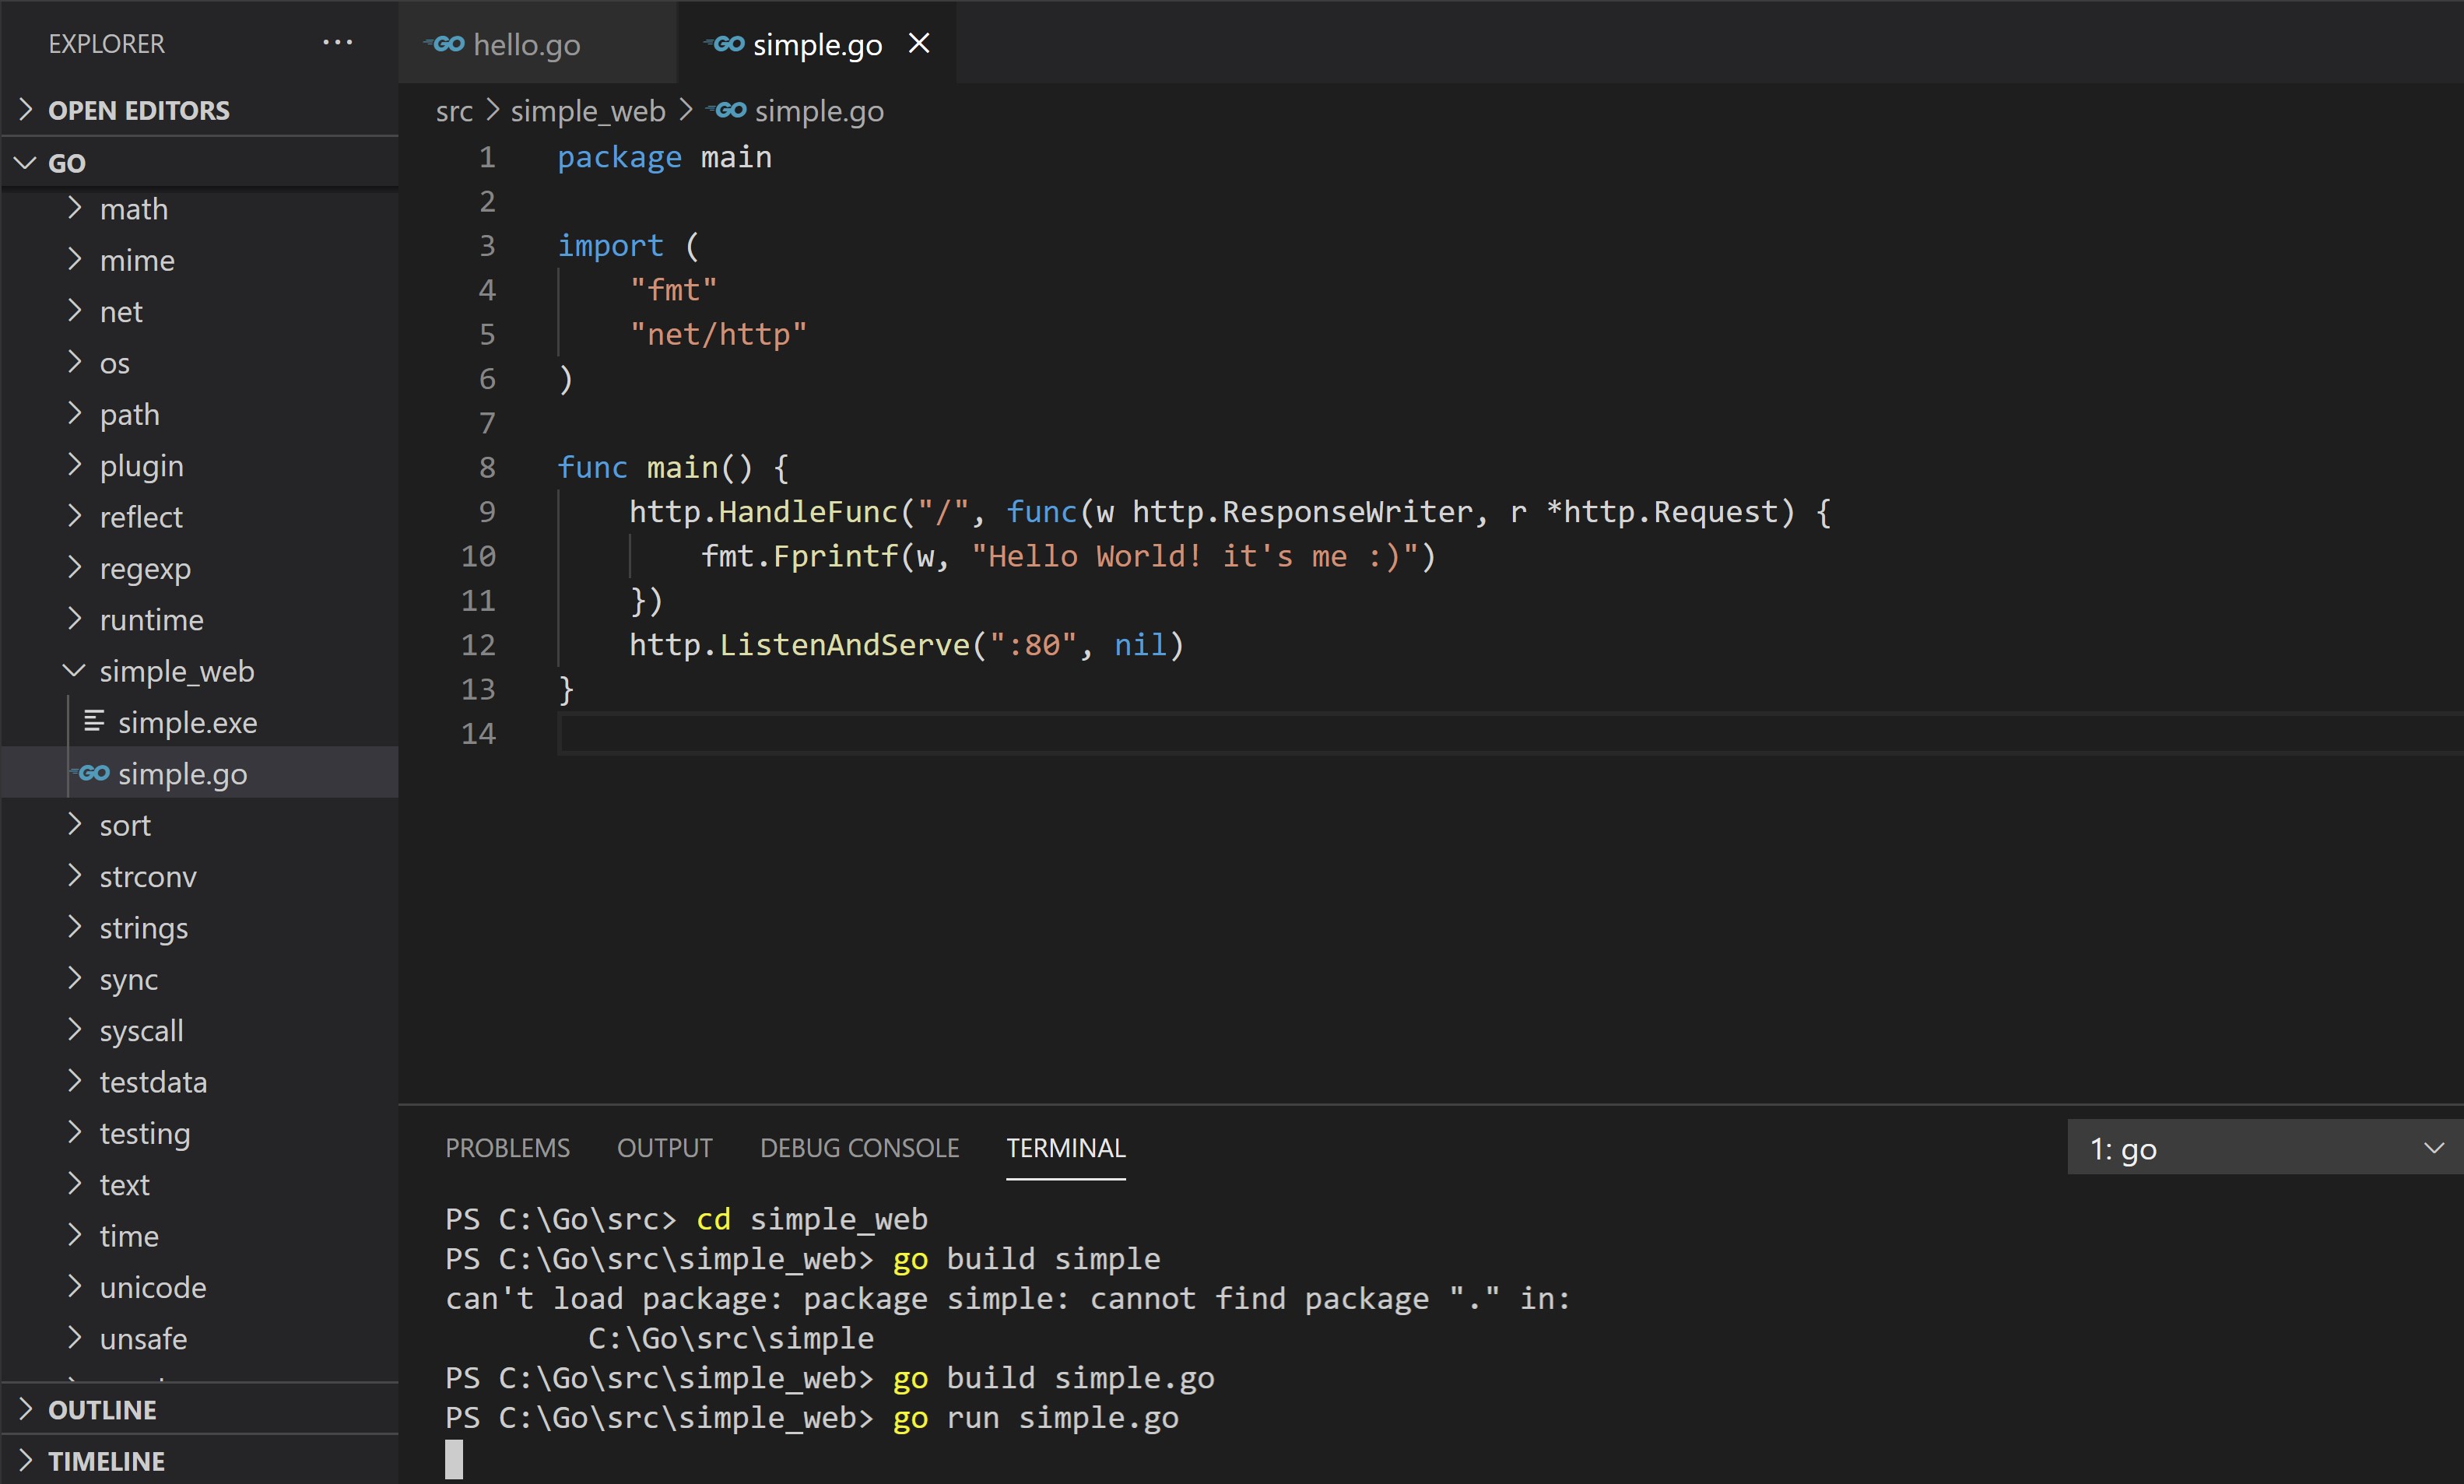 EXPLORER
OPEN EDITORS
GO
math
mime
net
os
path
plugin
reflect
regexp
runtime
simple_web
simple.exe
GO simple.go
sort
strconv
strings
sync
syscall
testdata
testing
text
time
unicode
unsafe
OUTLINE
TIMELINE
GO hello.go GO simple.go
src > simple_web > GO simple.go
1 package main
2
3 import (
4 "fmt"
5 "net/http"
6 )
7
8 func main() {
9 http.HandleFunc("/", func(w http.ResponseWriter, r *http.Request) {
10 fmt.Fprintf(w, "Hello World! it's me :)")
11 })
12 http.ListenAndServe(":80", nil)
13 }
14
PROBLEMS OUTPUT DEBUG CONSOLE TERMINAL 1: go
PS C:\Go\src> cd simple_web
PS C:\Go\src\simple_web> go build simple
can't load package: package simple: cannot find package "." in:
C:\Go\src\simple
PS C:\Go\src\simple_web> go build simple.go
PS C:\Go\src\simple_web> go run simple.go